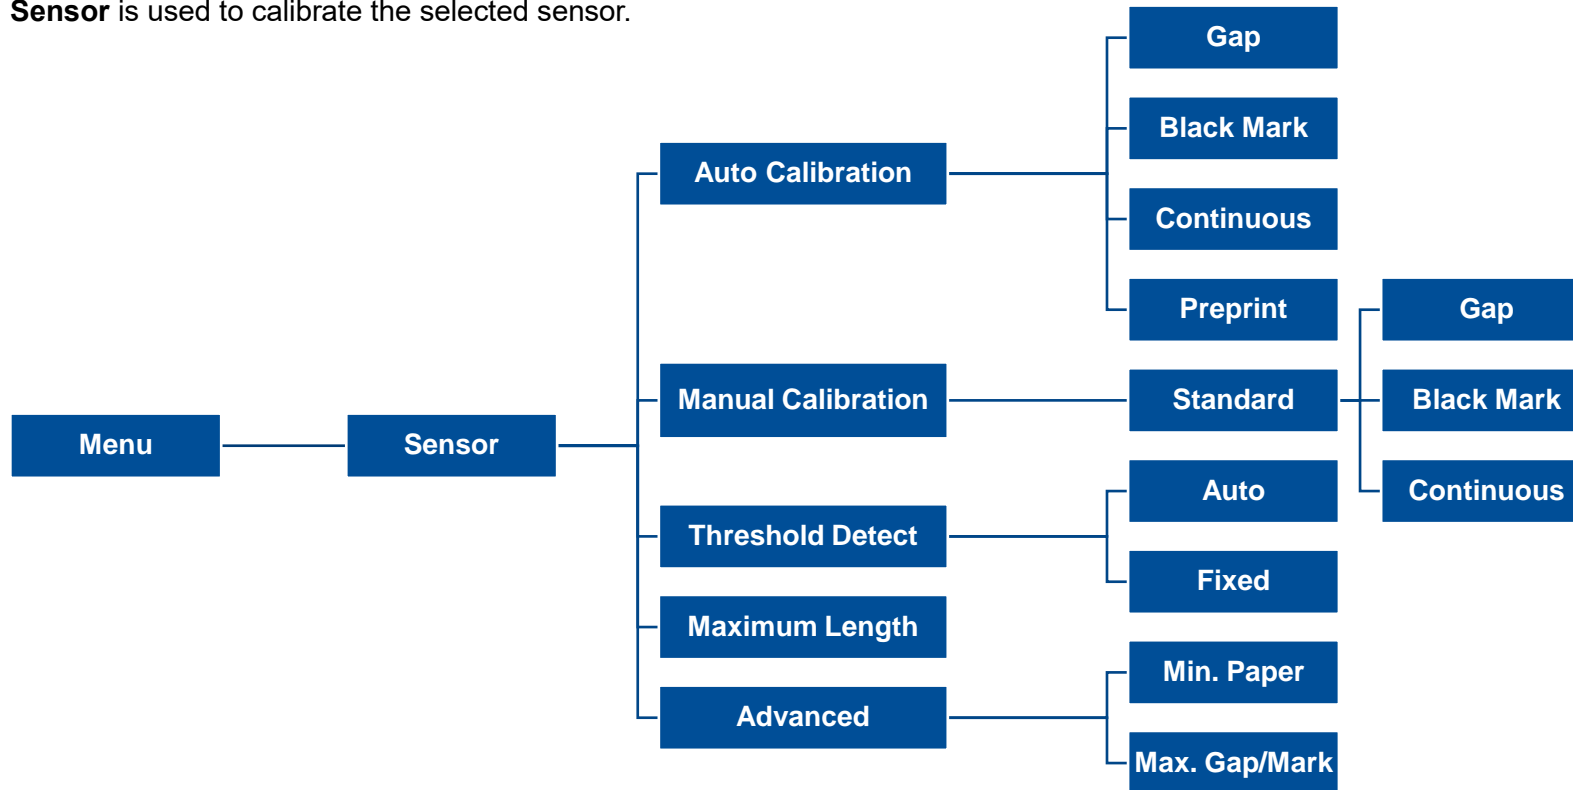 Sensor is used to calibrate the selected sensor.
Menu
Sensor
Auto Calibration
Gap
Black Mark
Continuous
Preprint
Manual Calibration
Standard
Gap
Black Mark
Continuous
Threshold Detect
Auto
Fixed
Maximum Length
Advanced
Min. Paper
Max. Gap/Mark